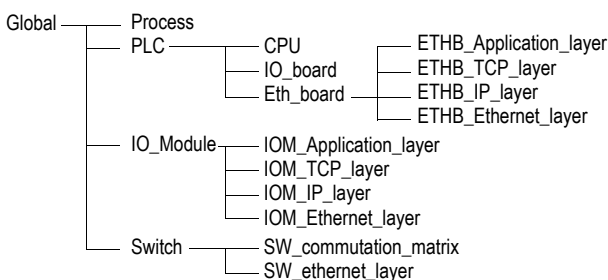 Global
Process
PLC
CPU
IO_board
Eth_board
ETHB_Application_layer
ETHB_TCP_layer
ETHB_IP_layer
ETHB_Ethernet_layer
IO_Module
IOM_Application_layer
IOM_TCP_layer
IOM_IP_layer
IOM_Ethernet_layer
Switch
SW_commutation_matrix
SW_ethernet_layer